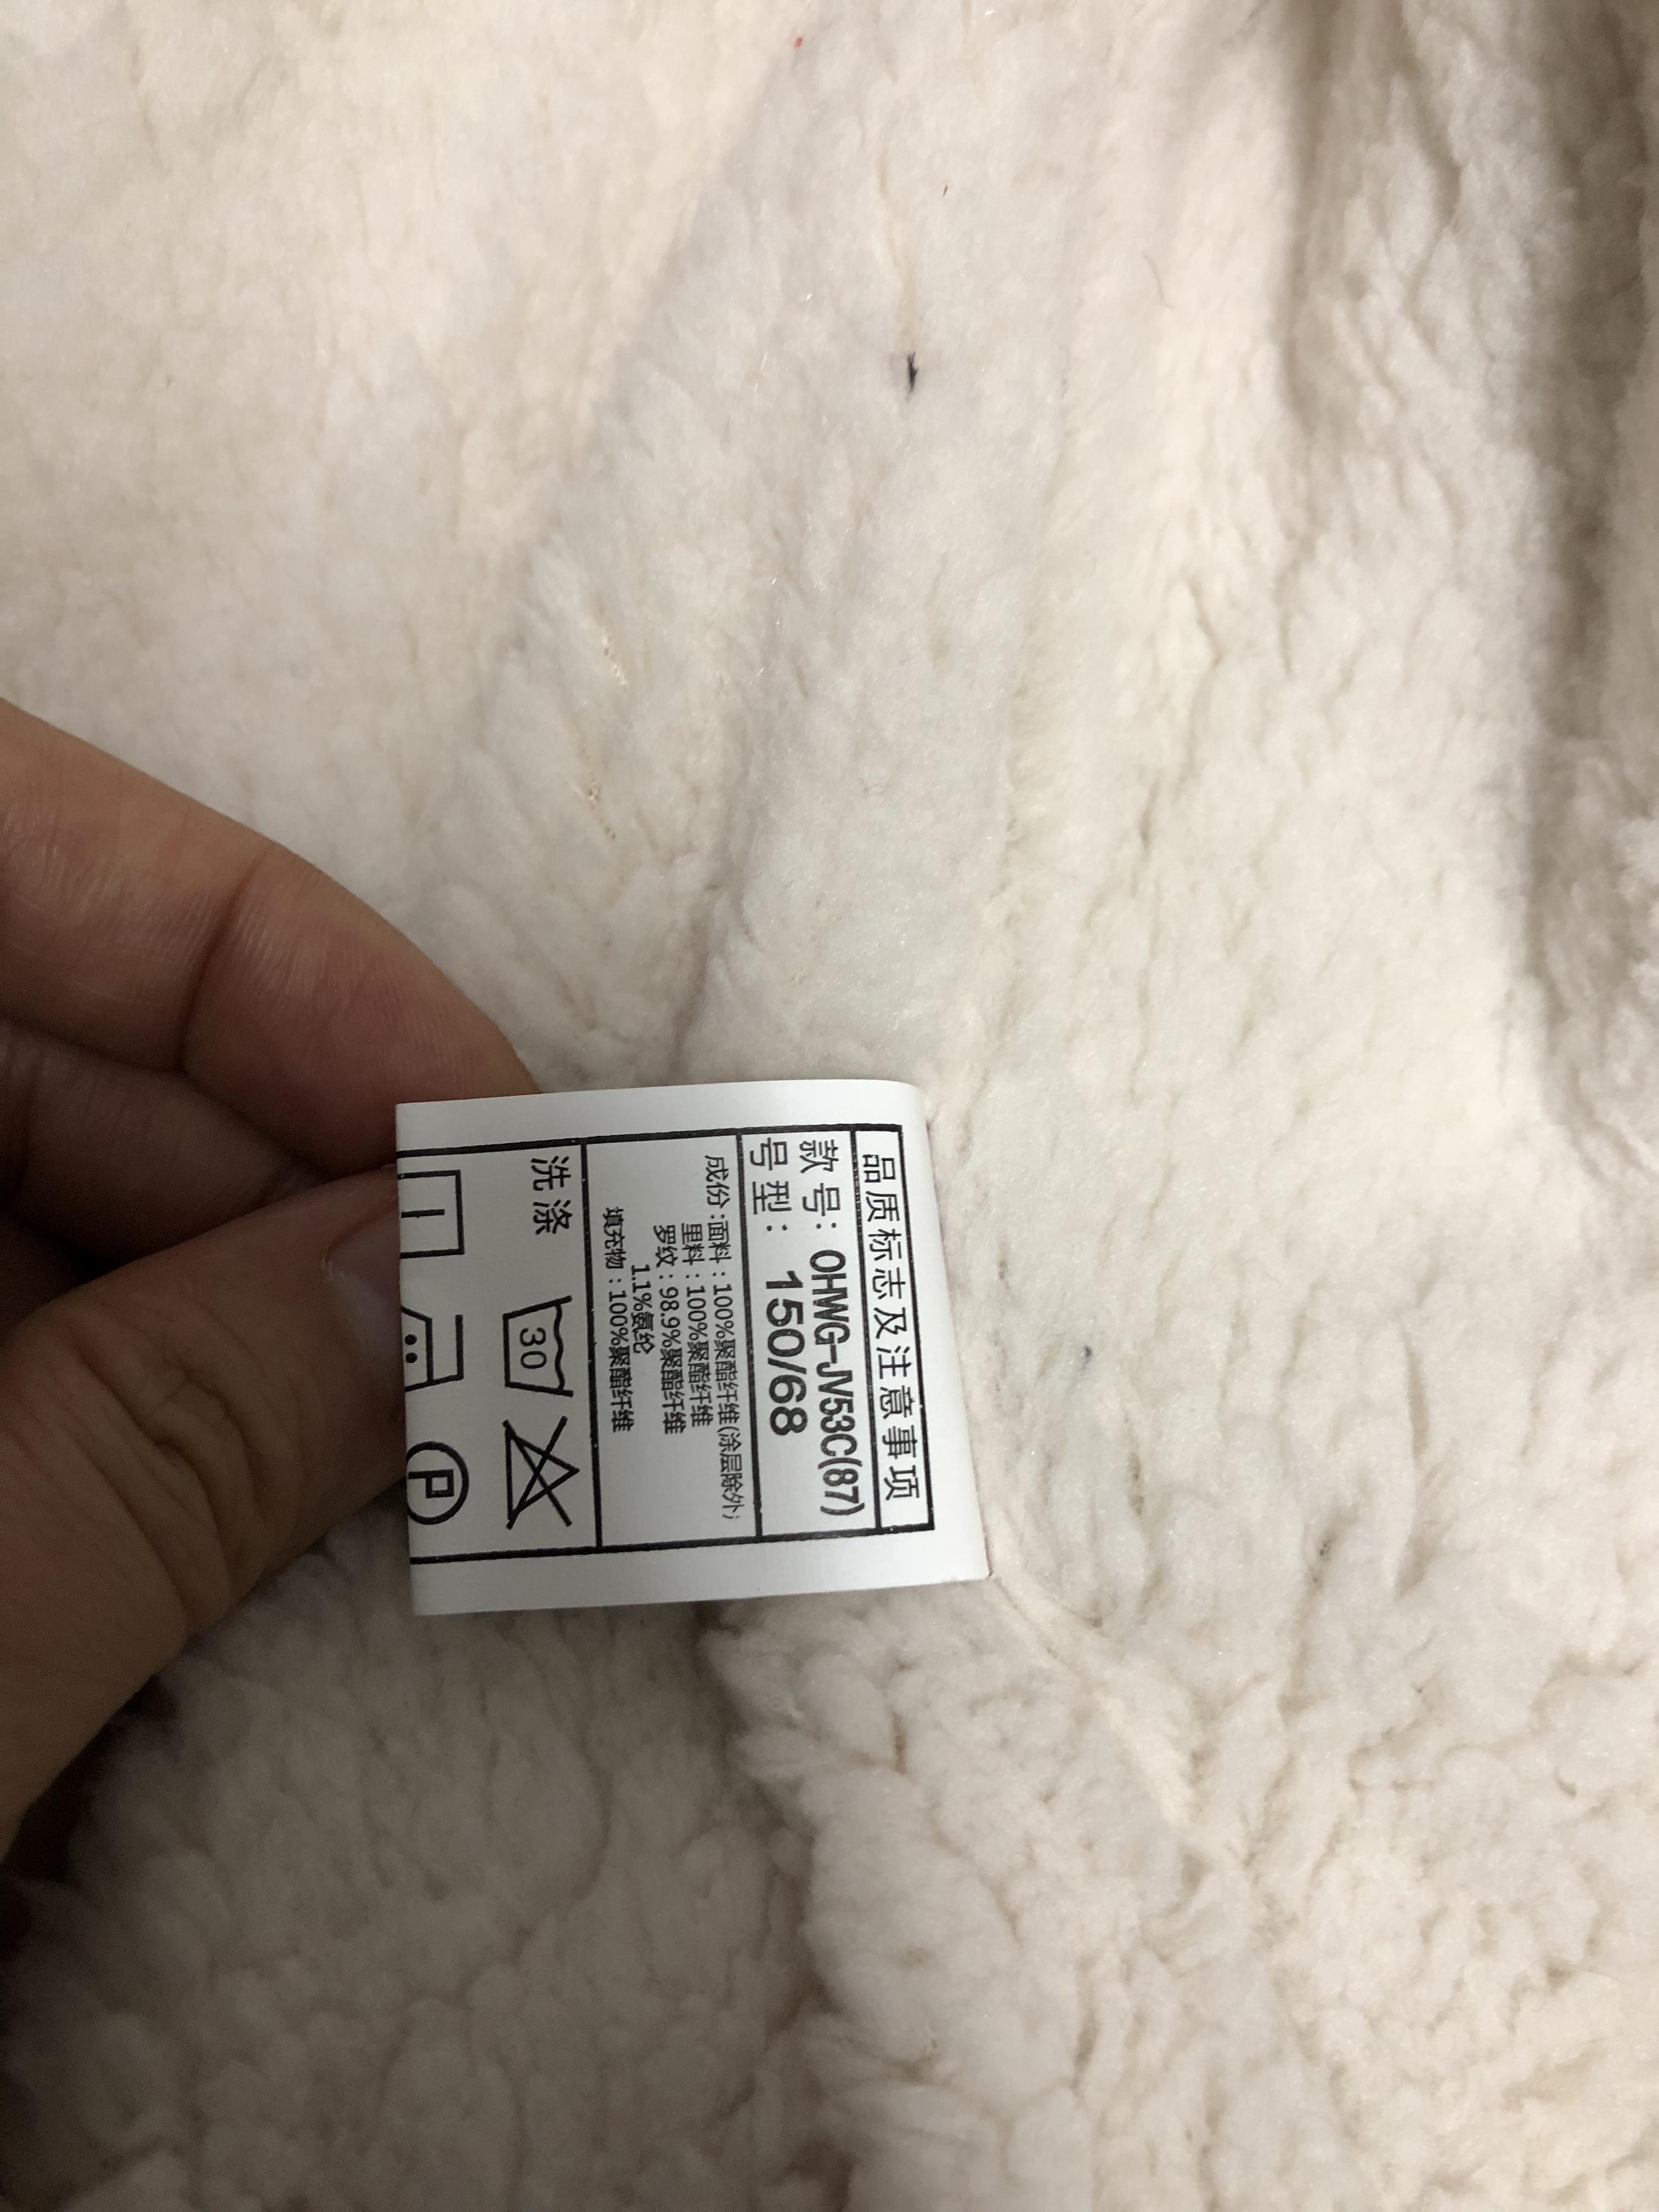 品质标志及注意事项
款号：OHWG-JV53C(87)
号型：150/68
成份：面料：100%聚酯纤维(涂层除外;
里料：100%聚酯纤维
罗纹：98.9%聚酯纤维
1.1%氨纶
填充物：100%聚酯纤维
洗涤
30
P